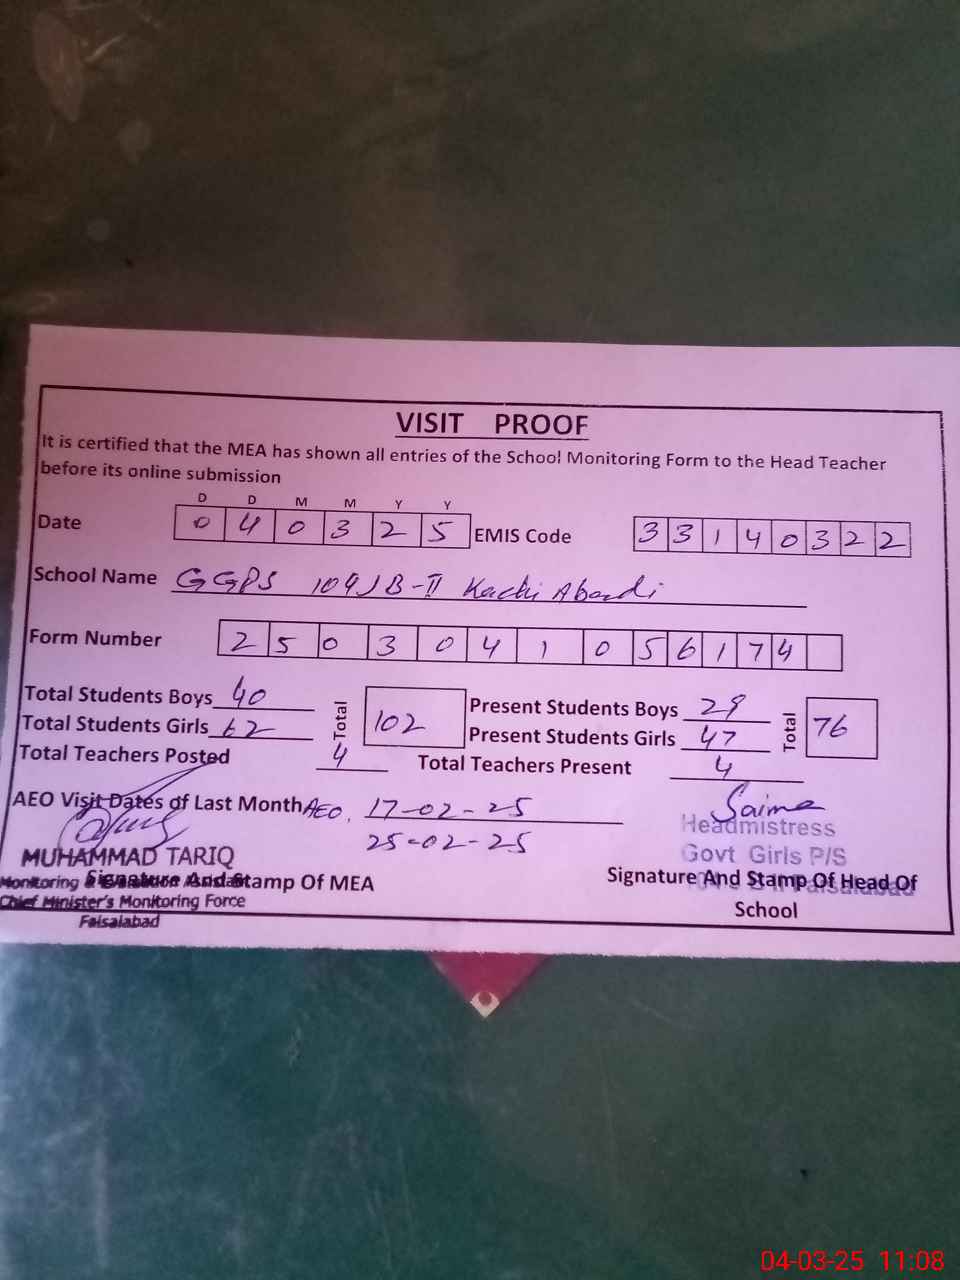 VISIT PROOF
It is certified that the MEA has shown all entries of the School Monitoring Form to the Head Teacher
before its online submission
D D M M Y Y
Date 0 4 0 3 2 5 EMIS Code 3 3 1 4 0 3 2 2
School Name GGPS 109 JB-II Kachi Abadi
Form Number 2 5 0 3 0 4 1 0 5 6 1 7 4
Total Students Boys 40 Total 102 Present Students Boys 29 Total 76
Total Students Girls 62 Present Students Girls 47
Total Teachers Posted 4 Total Teachers Present 4
AEO Visit Dates of Last Month AEO. 17-02-25
25-02-25
Saima
Headmistress
Govt Girls P/S
Faisalabad
MUHAMMAD TARIQ
Monitoring & Evaluation Assistant
Signature And Stamp Of MEA
Chief Minister's Monitoring Force
Faisalabad
Signature And Stamp Of Head Of
School
04-03-25 11:08